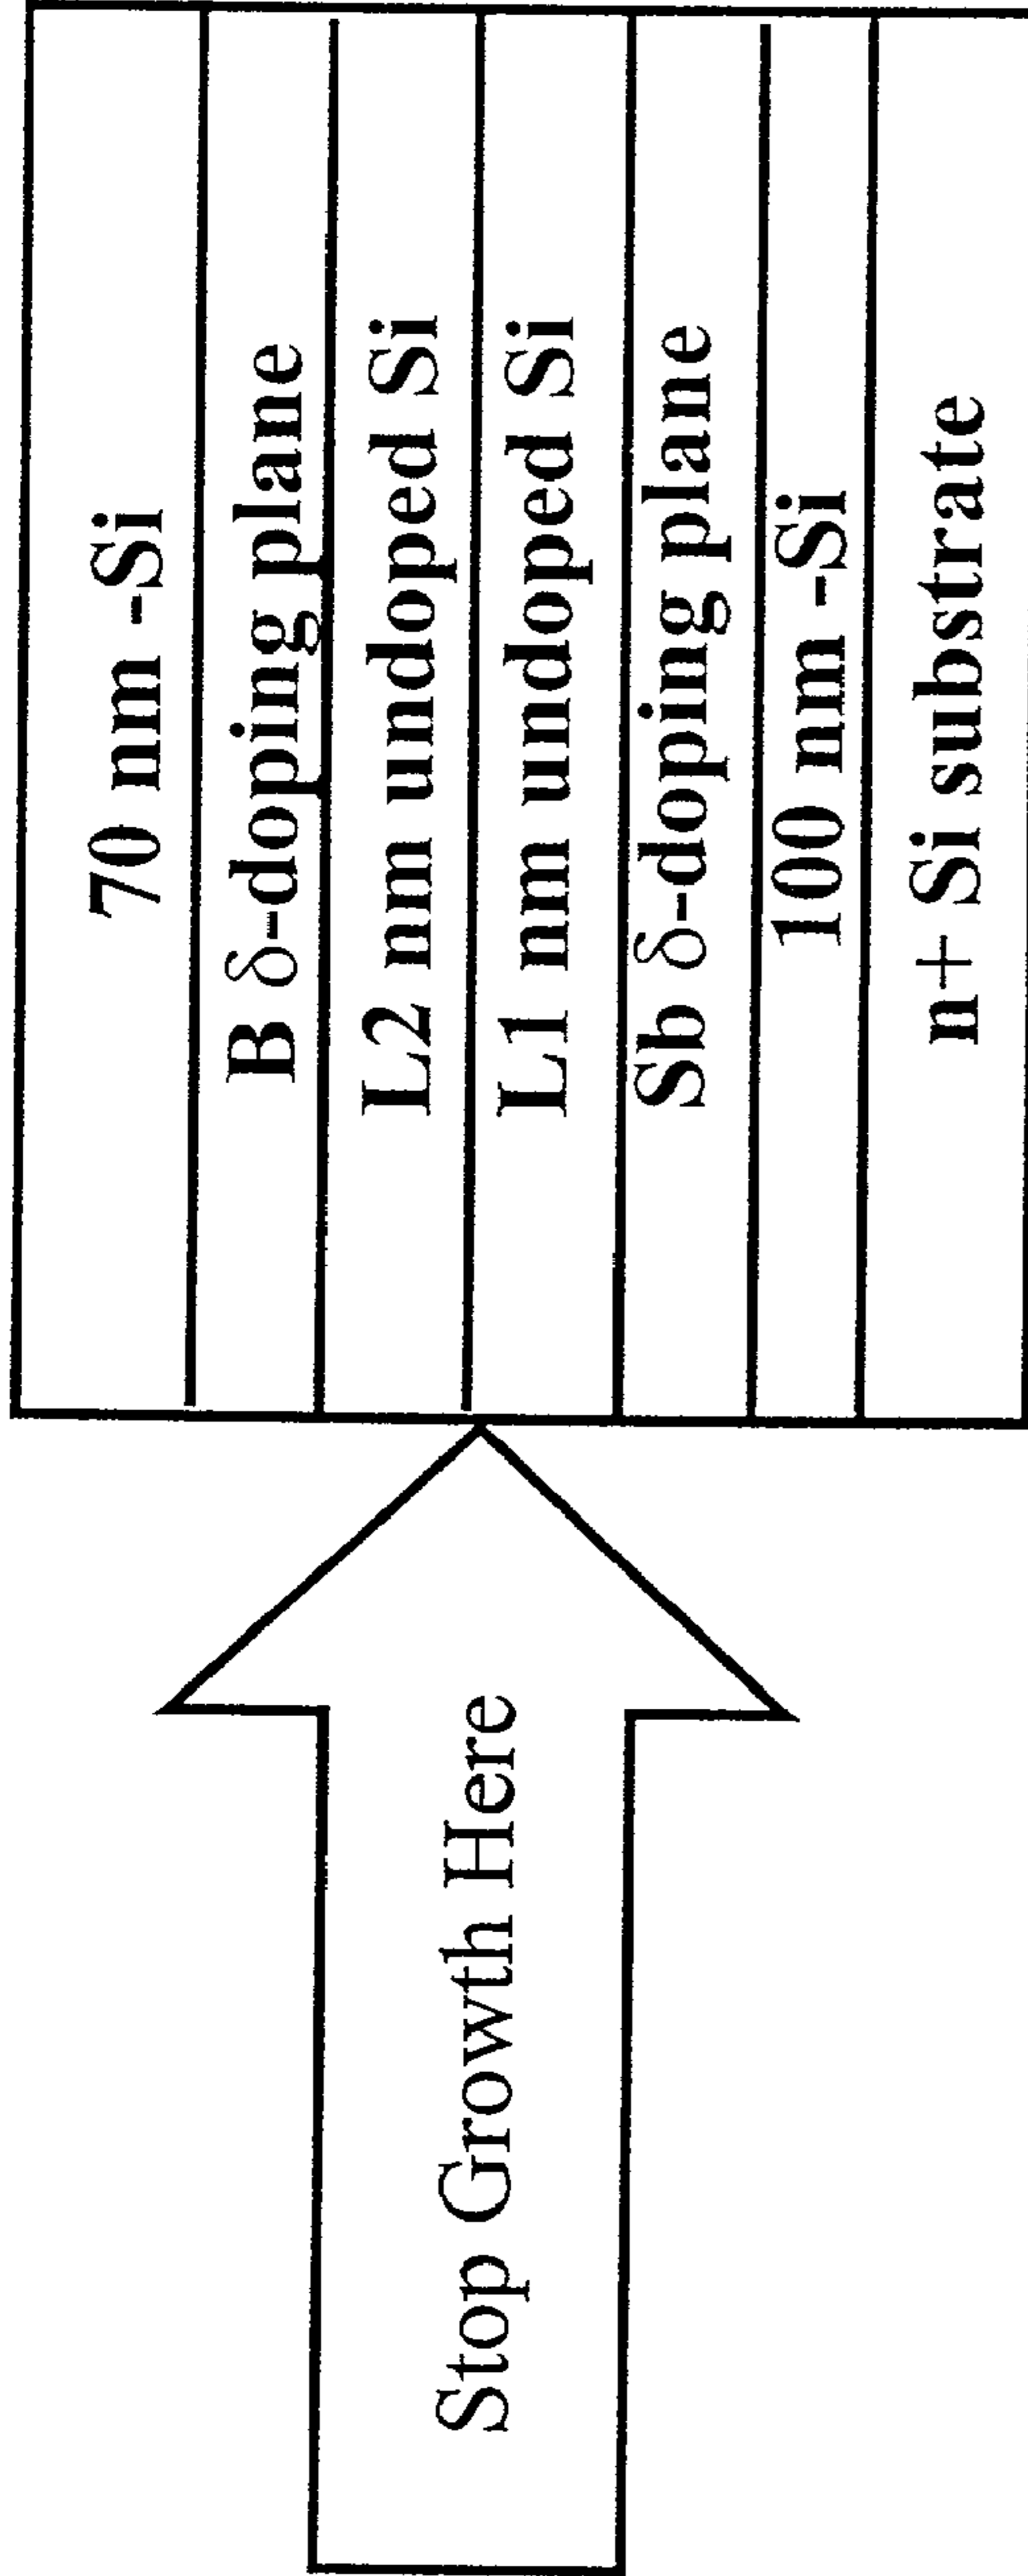 70 nm -Si
B δ-doping plane
L2 nm undoped Si
L1 nm undoped Si
Sb δ-doping plane
100 nm -Si
n+ Si substrate
Stop Growth Here